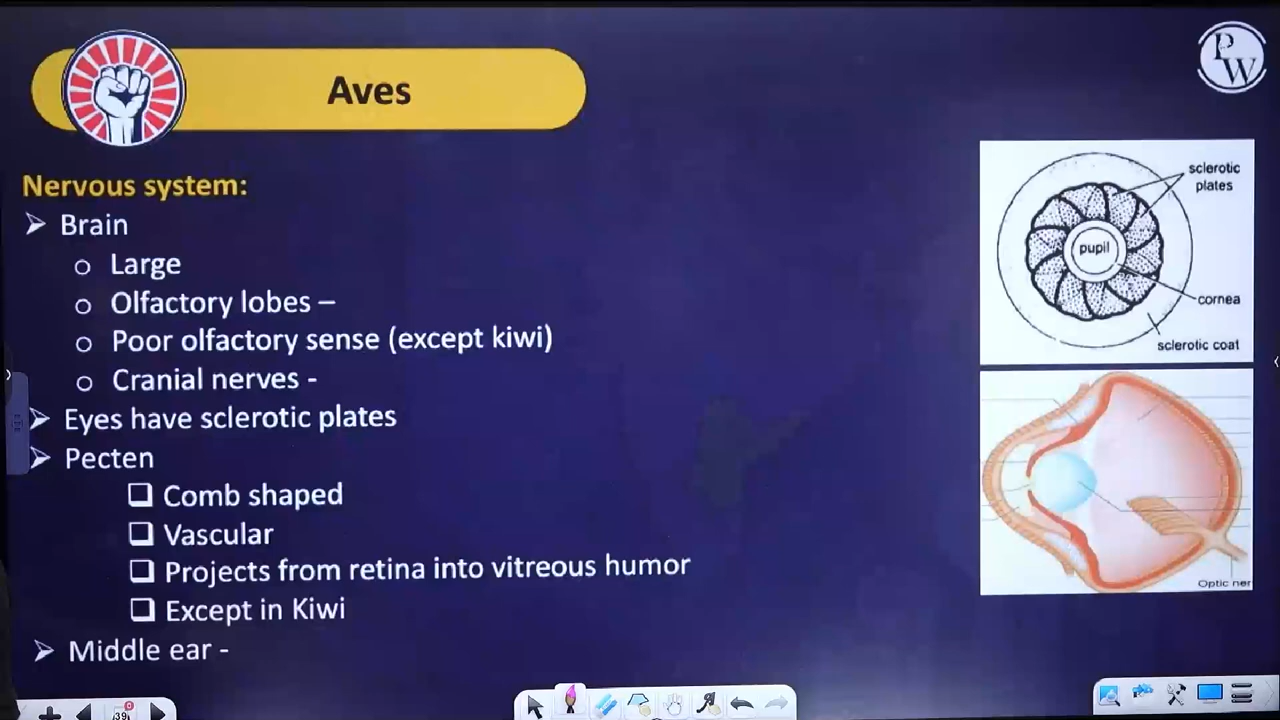 Aves
PW
Nervous system:
➢ Brain
o Large
o Olfactory lobes –
o Poor olfactory sense (except kiwi)
o Cranial nerves -
➢ Eyes have sclerotic plates
➢ Pecten
❑ Comb shaped
❑ Vascular
❑ Projects from retina into vitreous humor
❑ Except in Kiwi
➢ Middle ear -
sclerotic
plates
pupil
cornea
sclerotic coat
Optic ner
39